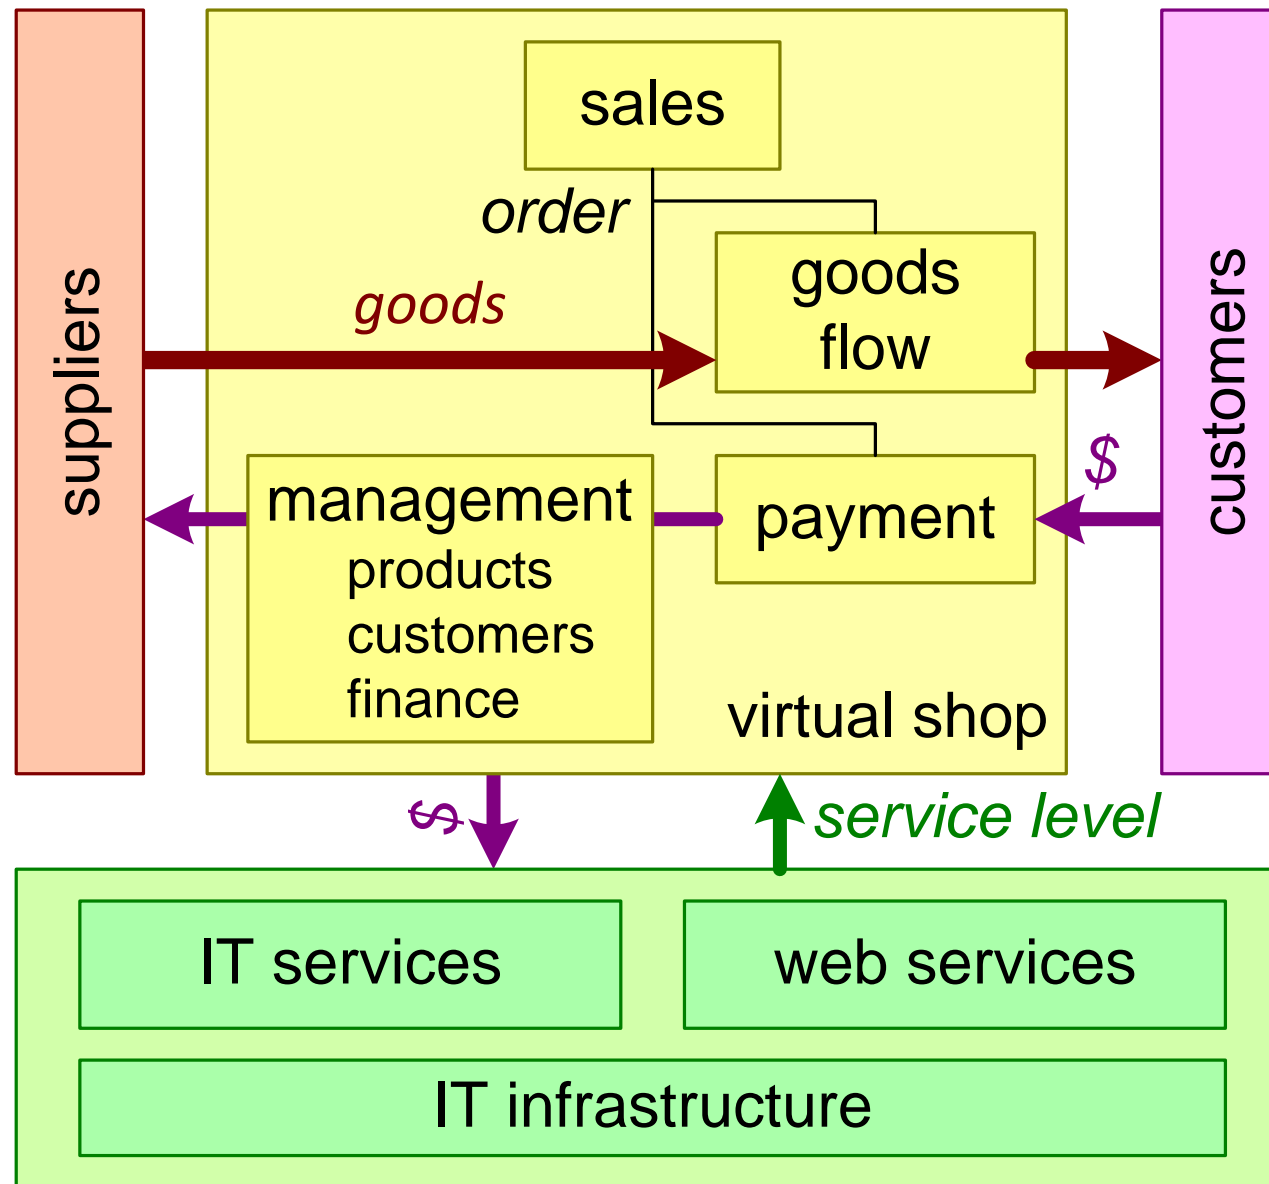 sales
order
goods
flow
goods
suppliers
customers
$
management
products
customers
finance
payment
virtual shop
$
service level
IT services
web services
IT infrastructure